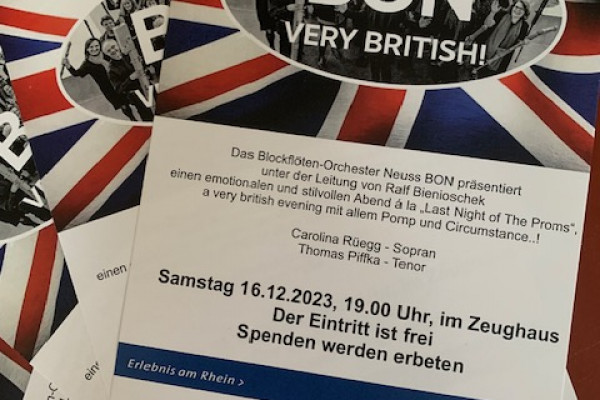 BON
VERY BRITISH!
Das Blockflöten-Orchester Neuss BON präsentiert
unter der Leitung von Ralf Bienioschek
einen emotionalen und stilvollen Abend á la „Last Night of The Proms“,
a very british evening mit allem Pomp und Circumstance..!
Carolina Rüegg - Sopran
Thomas Piffka - Tenor
Samstag 16.12.2023, 19.00 Uhr, im Zeughaus
Der Eintritt ist frei
Spenden werden erbeten
Erlebnis am Rhein >
einen